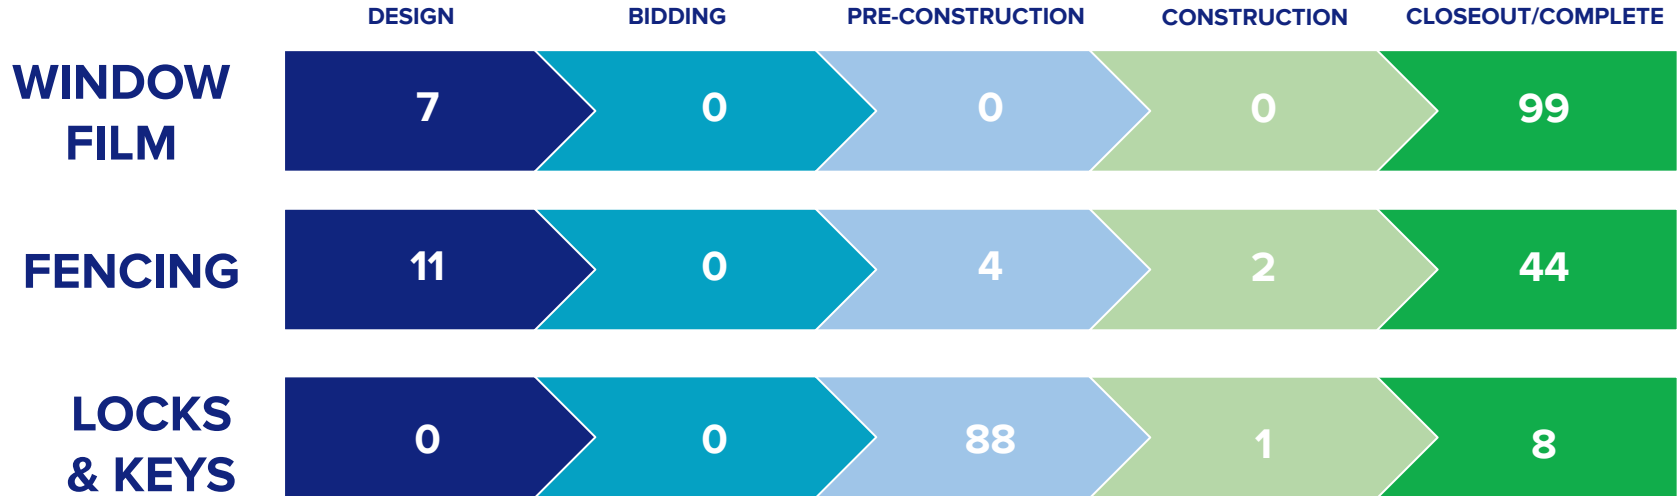 DESIGN BIDDING PRE-CONSTRUCTION CONSTRUCTION CLOSEOUT/COMPLETE
WINDOW
FILM
7 0 0 0 99
FENCING
11 0 4 2 44
LOCKS
& KEYS
0 0 88 1 8